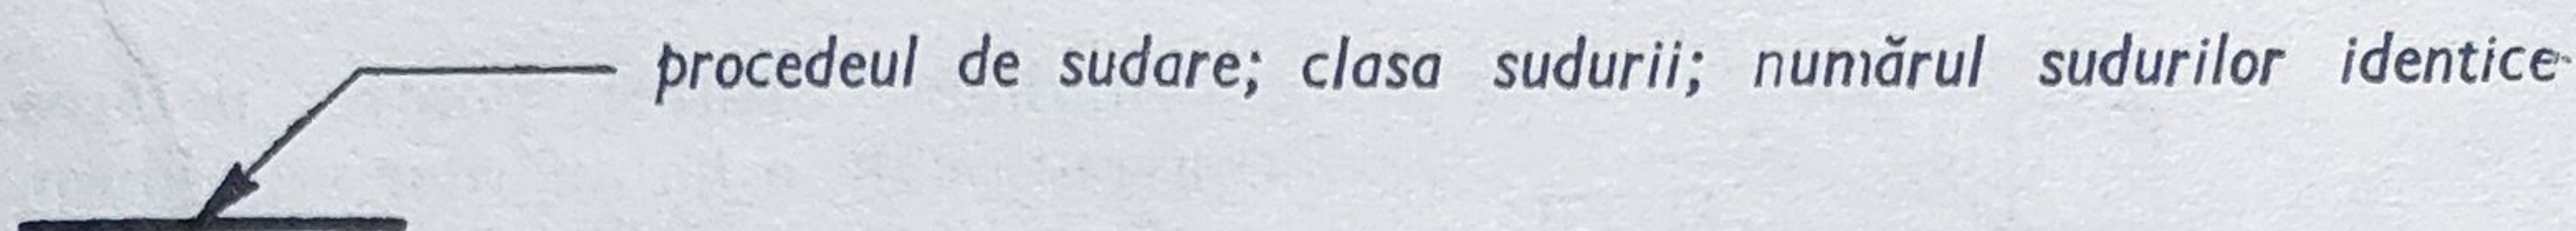 procedeul de sudare; clasa sudurii; numărul sudurilor identice